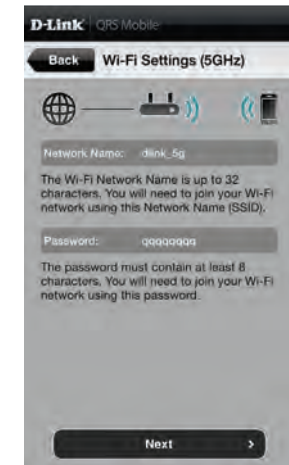 D-Link QRS Mobile
Back Wi-Fi Settings (5GHz)
Network Name: dlink_5g
The Wi-Fi Network Name is up to 32
characters. You will need to join your Wi-Fi
network using this Network Name (SSID).
Password: qqqqqqqq
The password must contain at least 8
characters. You will need to join your Wi-Fi
network using this password.
Next